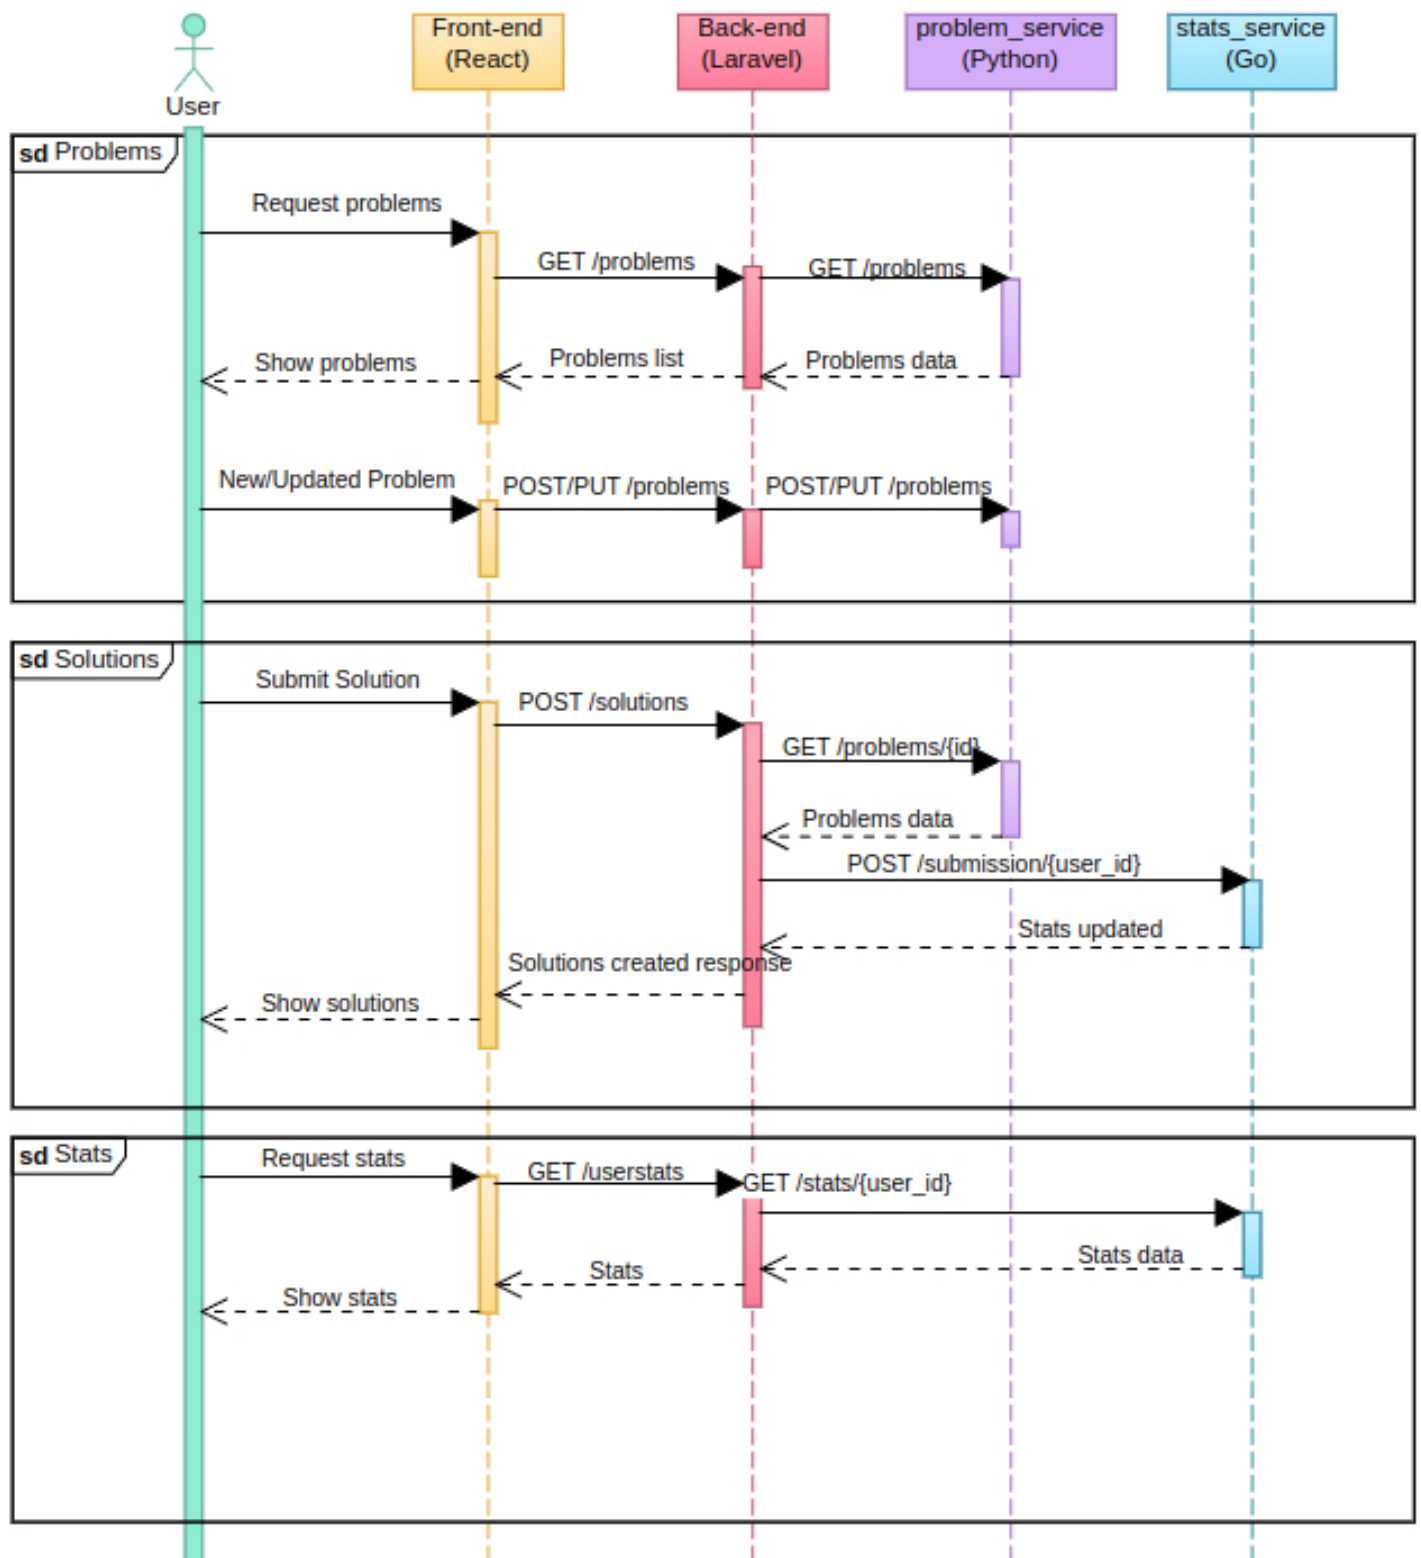 User
Front-end
(React)
Back-end
(Laravel)
problem_service
(Python)
stats_service
(Go)
sd Problems
Request problems
GET /problems
GET /problems
Show problems
Problems list
Problems data
New/Updated Problem
POST/PUT /problems
POST/PUT /problems
sd Solutions
Submit Solution
POST /solutions
GET /problems/{id}
Problems data
POST /submission/{user_id}
Stats updated
Solutions created response
Show solutions
sd Stats
Request stats
GET /userstats
GET /stats/{user_id}
Stats data
Stats
Show stats